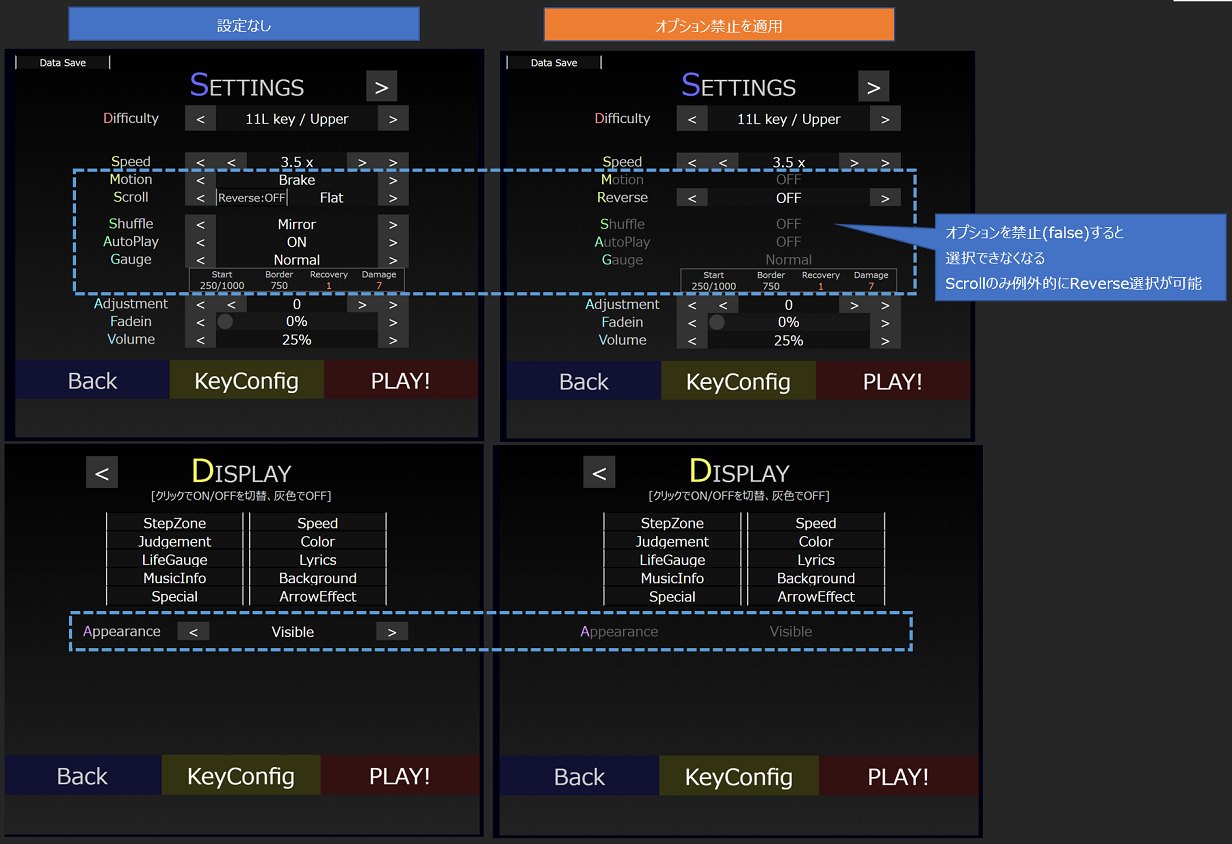 設定なし
オプション禁止を適用
Data Save
SETTINGS >
Difficulty < 11L key / Upper >
Speed < < 3.5 x > >
Motion < Brake >
Scroll < Reverse:OFF Flat >
Shuffle < Mirror >
AutoPlay < ON >
Gauge < Normal >
Start Border Recovery Damage
250/1000 750 1 7
Adjustment < < 0 > >
Fadein < 0% >
Volume < 25% >
Back KeyConfig PLAY!
Data Save
SETTINGS >
Difficulty < 11L key / Upper >
Speed < < 3.5 x > >
Motion OFF
Reverse < OFF >
Shuffle OFF
AutoPlay OFF
Gauge Normal
Start Border Recovery Damage
250/1000 750 1 7
Adjustment < < 0 > >
Fadein < 0% >
Volume < 25% >
Back KeyConfig PLAY!
オプションを禁止(false)すると
選択できなくなる
Scrollのみ例外的にReverse選択が可能
< DISPLAY
[クリックでON/OFFを切替、灰色でOFF]
StepZone Speed
Judgement Color
LifeGauge Lyrics
MusicInfo Background
Special ArrowEffect
Appearance < Visible >
Back KeyConfig PLAY!
< DISPLAY
[クリックでON/OFFを切替、灰色でOFF]
StepZone Speed
Judgement Color
LifeGauge Lyrics
MusicInfo Background
Special ArrowEffect
Appearance Visible
Back KeyConfig PLAY!